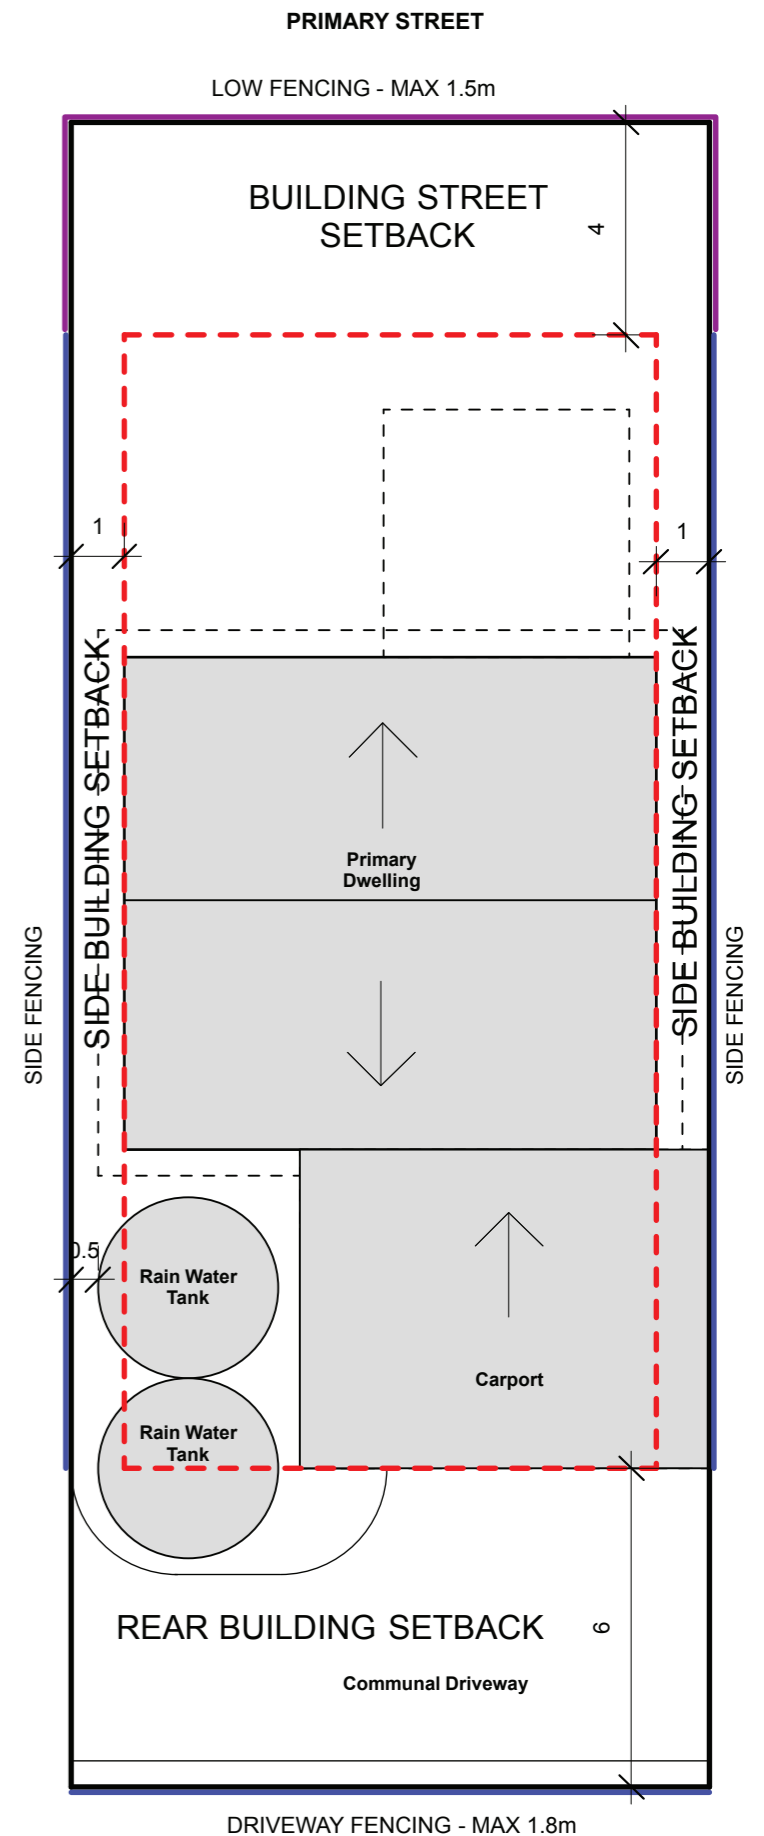 PRIMARY STREET
LOW FENCING - MAX 1.5m
BUILDING STREET
SETBACK
4
1
1
SIDE BUILDING SETBACK
SIDE BUILDING SETBACK
Primary
Dwelling
SIDE FENCING
SIDE FENCING
0.5
Rain Water
Tank
Carport
Rain Water
Tank
REAR BUILDING SETBACK
6
Communal Driveway
DRIVEWAY FENCING - MAX 1.8m